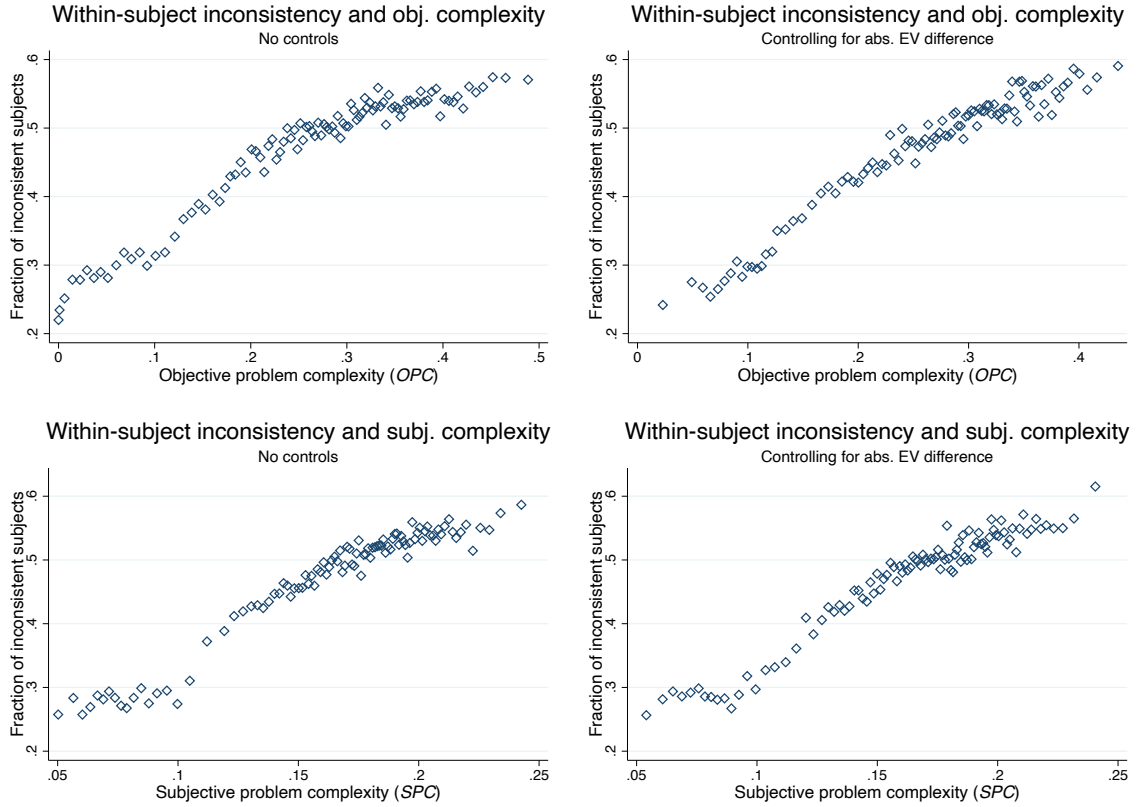 Within-subject inconsistency and obj. complexity
No controls
Fraction of inconsistent subjects
.6
.5
.4
.3
.2
0
.1
.2
.3
.4
.5
Objective problem complexity (OPC)
Within-subject inconsistency and obj. complexity
Controlling for abs. EV difference
Fraction of inconsistent subjects
.6
.5
.4
.3
.2
0
.1
.2
.3
.4
Objective problem complexity (OPC)
Within-subject inconsistency and subj. complexity
No controls
Fraction of inconsistent subjects
.6
.5
.4
.3
.2
.05
.1
.15
.2
.25
Subjective problem complexity (SPC)
Within-subject inconsistency and subj. complexity
Controlling for abs. EV difference
Fraction of inconsistent subjects
.6
.5
.4
.3
.2
.05
.1
.15
.2
.25
Subjective problem complexity (SPC)